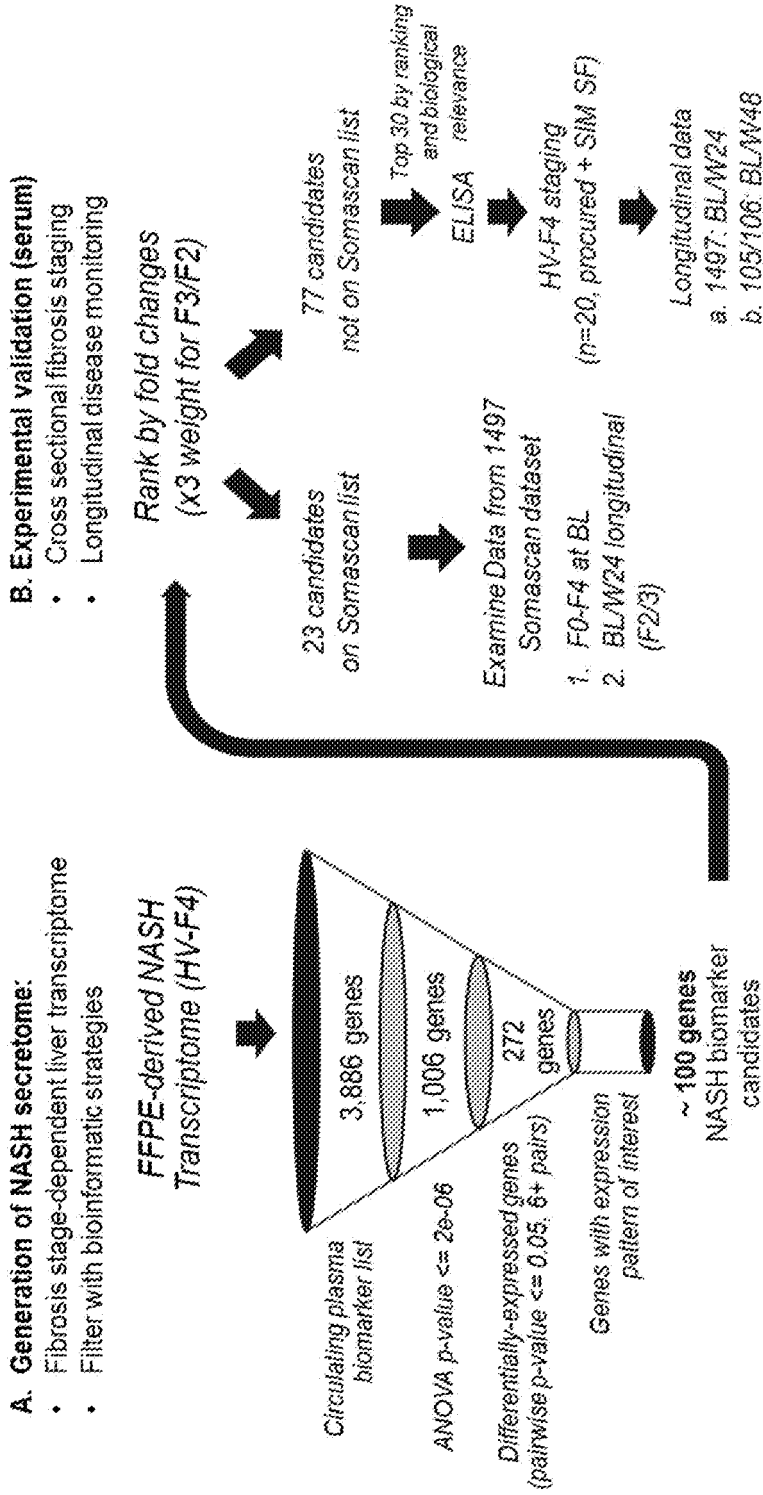 A. Generation of NASH secretome:
• Fibrosis stage-dependent liver transcriptome
• Filter with bioinformatic strategies
FFPE-derived NASH
Transcriptome (HV-F4)
Circulating plasma
biomarker list
3,886 genes
ANOVA p-value <= 2e-06
1,006 genes
Differentially-expressed genes
(pairwise p-value <= 0.05, 6+ pairs)
272
genes
Genes with expression
pattern of interest
~ 100 genes
NASH biomarker
candidates
B. Experimental validation (serum)
• Cross sectional fibrosis staging
• Longitudinal disease monitoring
Rank by fold changes
(x3 weight for F3/F2)
23 candidates
on Somascan list
Examine Data from 1497
Somascan dataset
1. F0-F4 at BL
2. BL/W24 longitudinal
(F2/3)
77 candidates
not on Somascan list
Top 30 by ranking
and biological
relevance
ELISA
HV-F4 staging
(n=20, procured + SIM SF)
Longitudinal data
a. 1497: BL/W24
b. 105/106: BL/W48